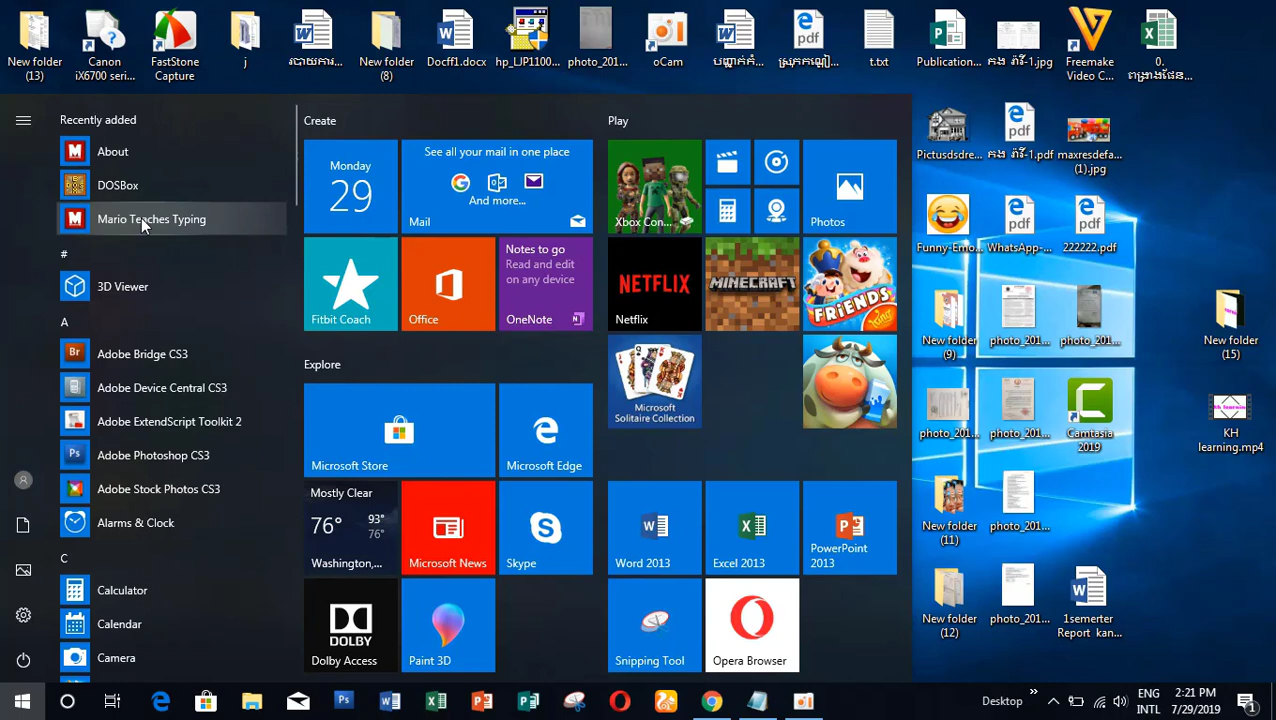 New folder (13)
Canon iX6700 seri...
FastStone Capture
j
New folder (8)
Docff1.docx
hp_LJP1100...
photo_201...
oCam
t.txt
Publication...
Freemake Video C...
0.
Recently added
About
DOSBox
Mario Teaches Typing
#
3D Viewer
A
Adobe Bridge CS3
Adobe Device Central CS3
Adobe ExtendScript Toolkit 2
Adobe Photoshop CS3
Adobe Stock Photos CS3
Alarms & Clock
C
Calculator
Calendar
Camera
Monday
29
See all your mail in one place
And more...
Mail
Fitbit Coach
Office
Notes to go
Read and edit
on any device
OneNote
Explore
Microsoft Store
Microsoft Edge
Mostly Clear
76° 93°
76°
Washington,...
Microsoft News
Skype
DOLBY
Dolby Access
Paint 3D
Play
Xbox Con...
Photos
NETFLIX
Netflix
MINECRAFT
FRIENDS
King
Microsoft
Solitaire Collection
Word 2013
Excel 2013
PowerPoint
2013
Snipping Tool
Opera Browser
Pictusdsdre...
pdf
maxresdefa...
(1).jpg
Funny-Emo...
WhatsApp-...
222222.pdf
New folder
(9)
photo_201...
photo_201...
New folder
(15)
photo_201...
photo_201...
Camtasia
2019
KH
learning.mp4
New folder
(11)
photo_201...
New folder
(12)
photo_201...
1semerter
Report kan...
Desktop
ENG
INTL
2:21 PM
7/29/2019